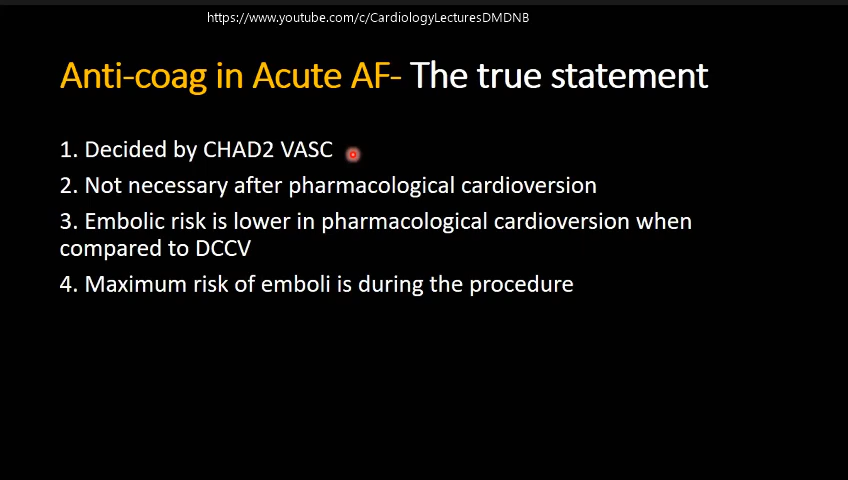 https://www.youtube.com/c/CardiologyLecturesDMDNB
Anti-coag in Acute AF- The true statement
1. Decided by CHAD2 VASC
2. Not necessary after pharmacological cardioversion
3. Embolic risk is lower in pharmacological cardioversion when
compared to DCCV
4. Maximum risk of emboli is during the procedure